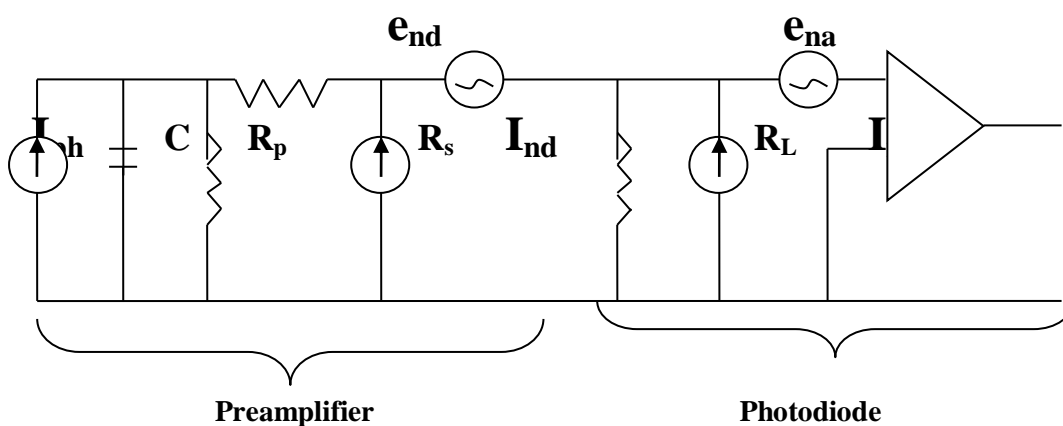 e_nd e_na
I_ph C R_p R_s I_nd R_L I
Preamplifier Photodiode